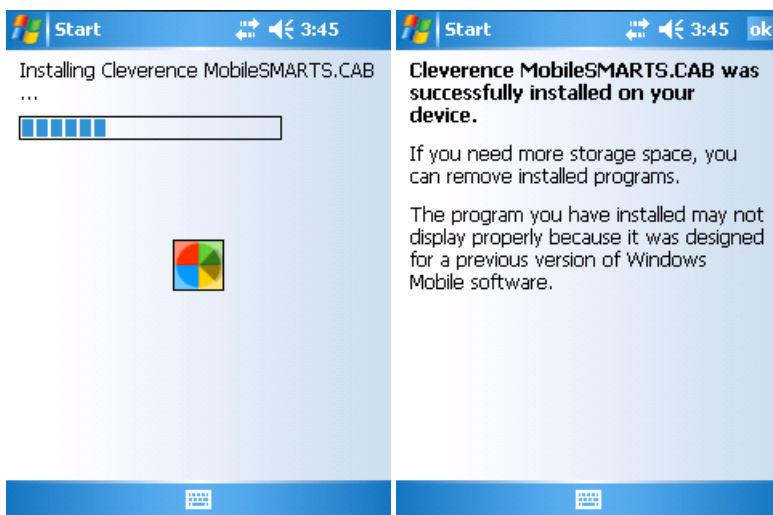 Start 3:45
Installing Cleverence MobileSMARTS.CAB
...
Start 3:45 ok
Cleverence MobileSMARTS.CAB was
successfully installed on your
device.
If you need more storage space, you
can remove installed programs.
The program you have installed may not
display properly because it was designed
for a previous version of Windows
Mobile software.